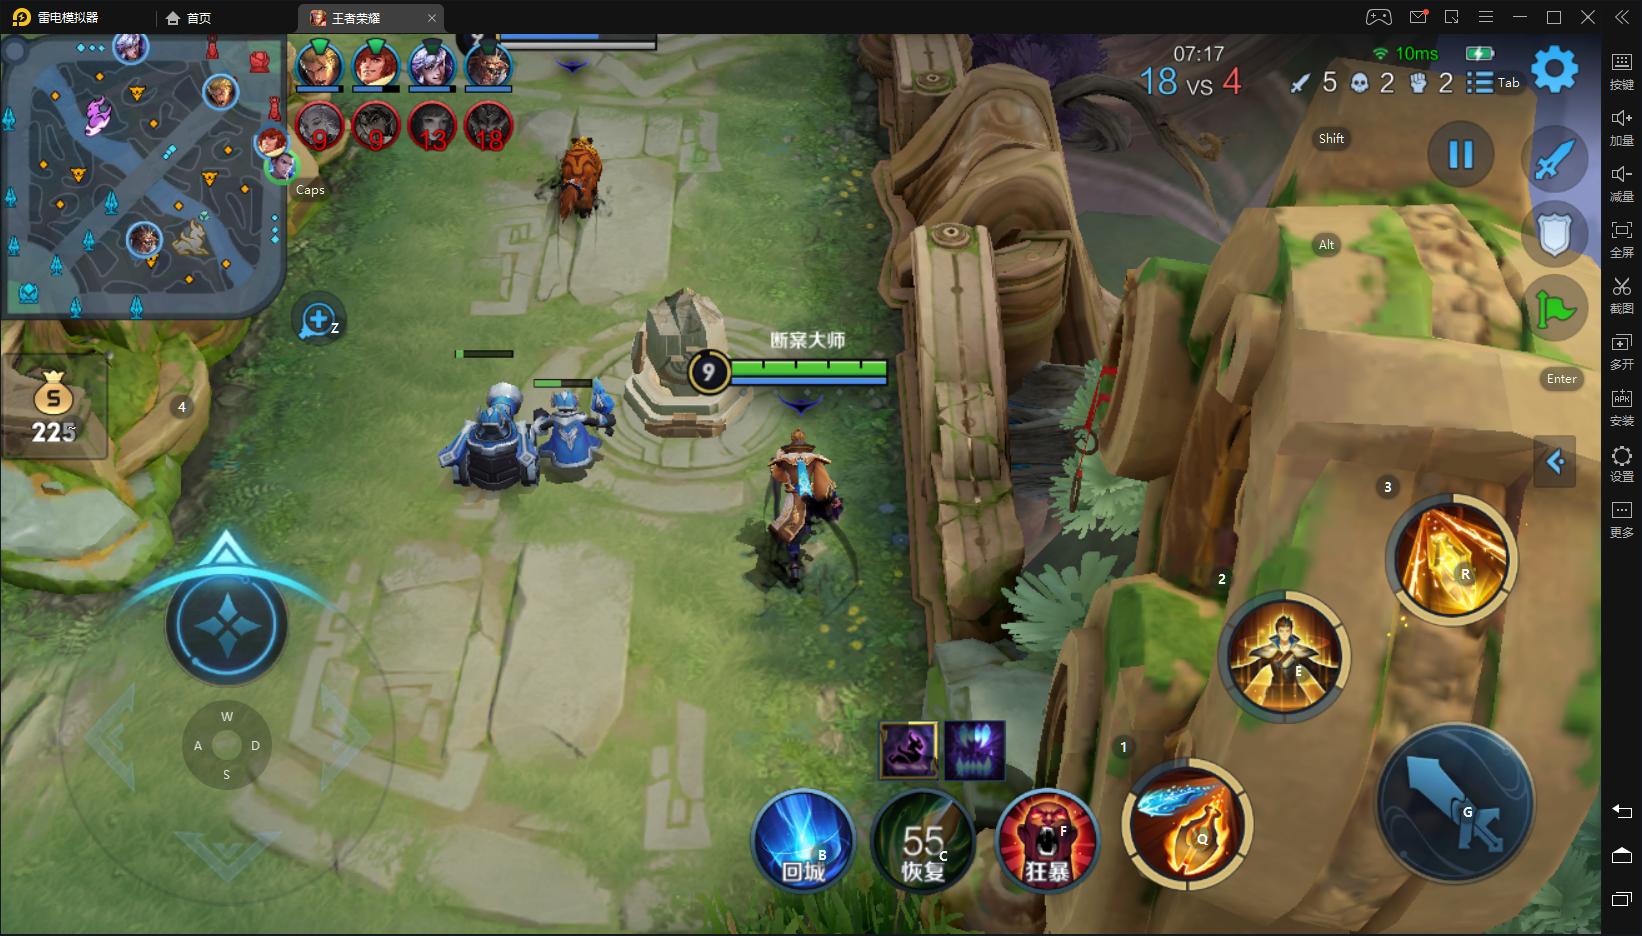 雷电模拟器
首页
王者荣耀
07:17
10ms
18 vs 4
5
2
2
Tab
9
9
13
18
Caps
Shift
Alt
Z
断案大师
9
4
225
Enter
3
R
2
E
W
A
D
S
1
G
Q
B
回城
55
C
恢复
F
狂暴
按键
加量
减量
全屏
截图
多开
APK
安装
设置
更多